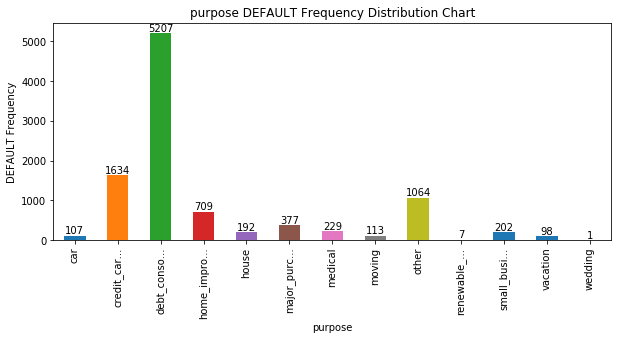 purpose DEFAULT Frequency Distribution Chart
DEFAULT Frequency
5000
4000
3000
2000
1000
0
107
1634
5207
709
192
377
229
113
1064
7
202
98
1
car
credit_car...
debt_conso...
home_impro...
house
major_purc...
medical
moving
other
renewable_...
small_busi...
vacation
wedding
purpose